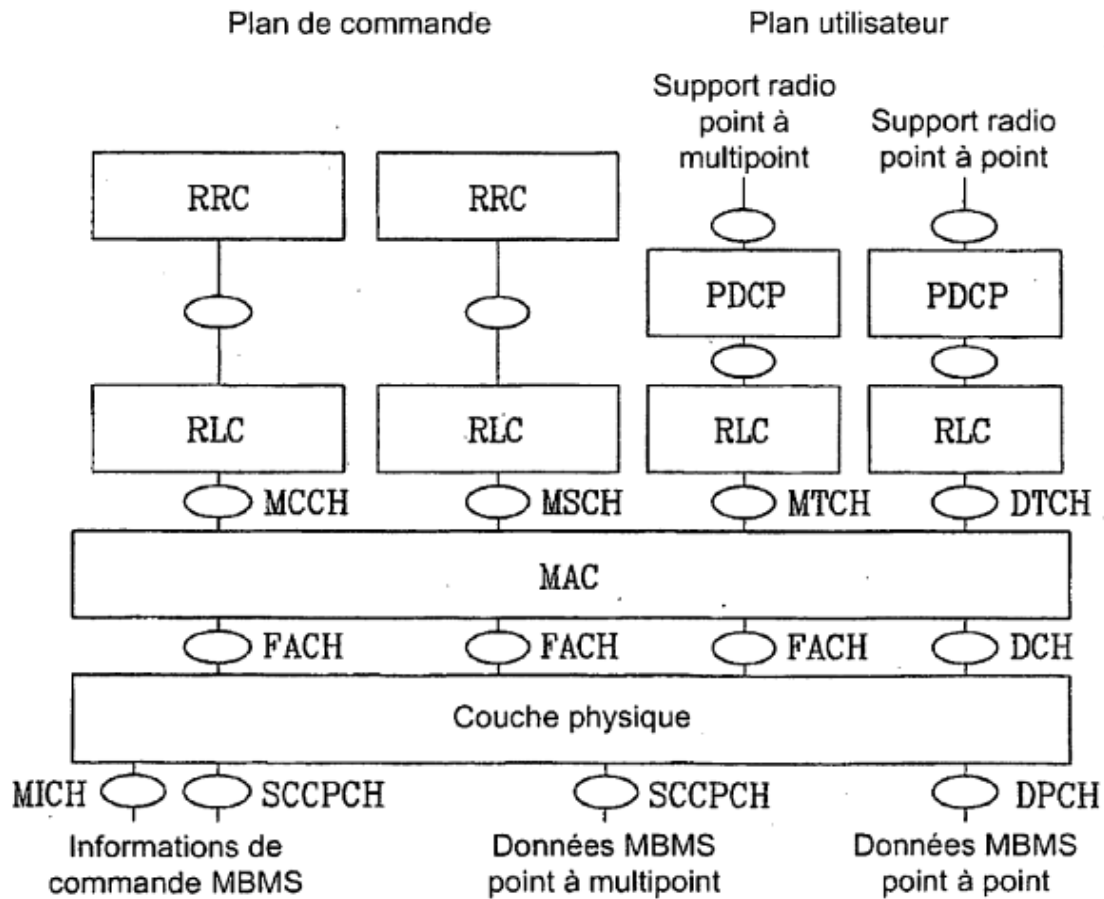 Plan de commande
Plan utilisateur
Support radio
point à
multipoint
Support radio
point à point
RRC
RRC
PDCP
PDCP
RLC
RLC
RLC
RLC
MCCH
MSCH
MTCH
DTCH
MAC
FACH
FACH
FACH
DCH
Couche physique
MICH
SCCPCH
SCCPCH
DPCH
Informations de
commande MBMS
Données MBMS
point à multipoint
Données MBMS
point à point